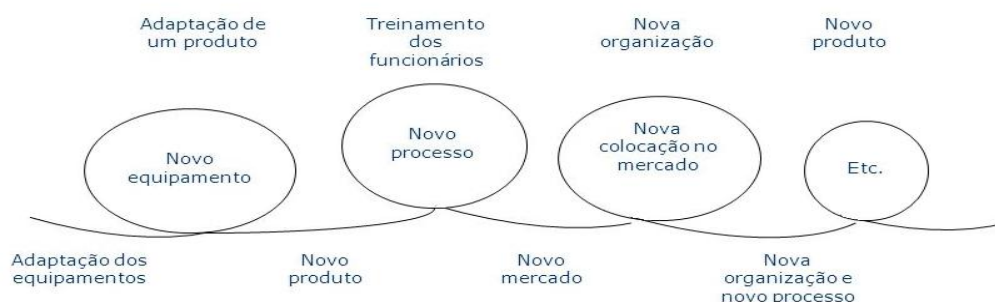 Adaptação de
um produto
Treinamento
dos
funcionários
Nova
organização
Novo
produto
Novo
equipamento
Novo
processo
Nova
colocação no
mercado
Etc.
Adaptação dos
equipamentos
Novo
produto
Novo
mercado
Nova
organização e
novo processo